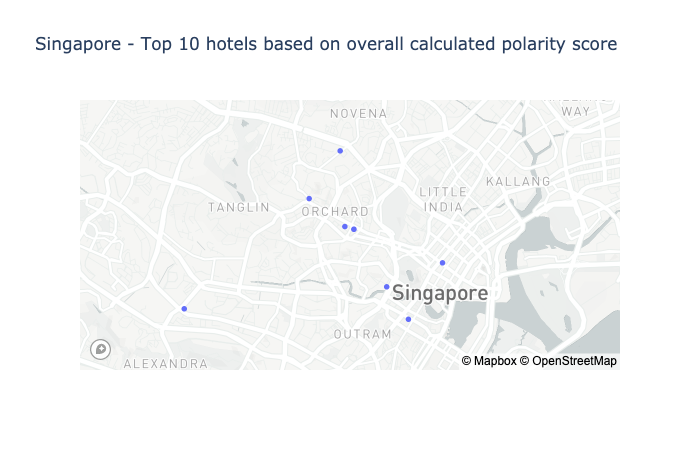 Singapore - Top 10 hotels based on overall calculated polarity score
NOVENA
WAY
KALLANG
LITTLE
INDIA
TANGLIN
ORCHARD
Singapore
OUTRAM
ALEXANDRA
© Mapbox © OpenStreetMap